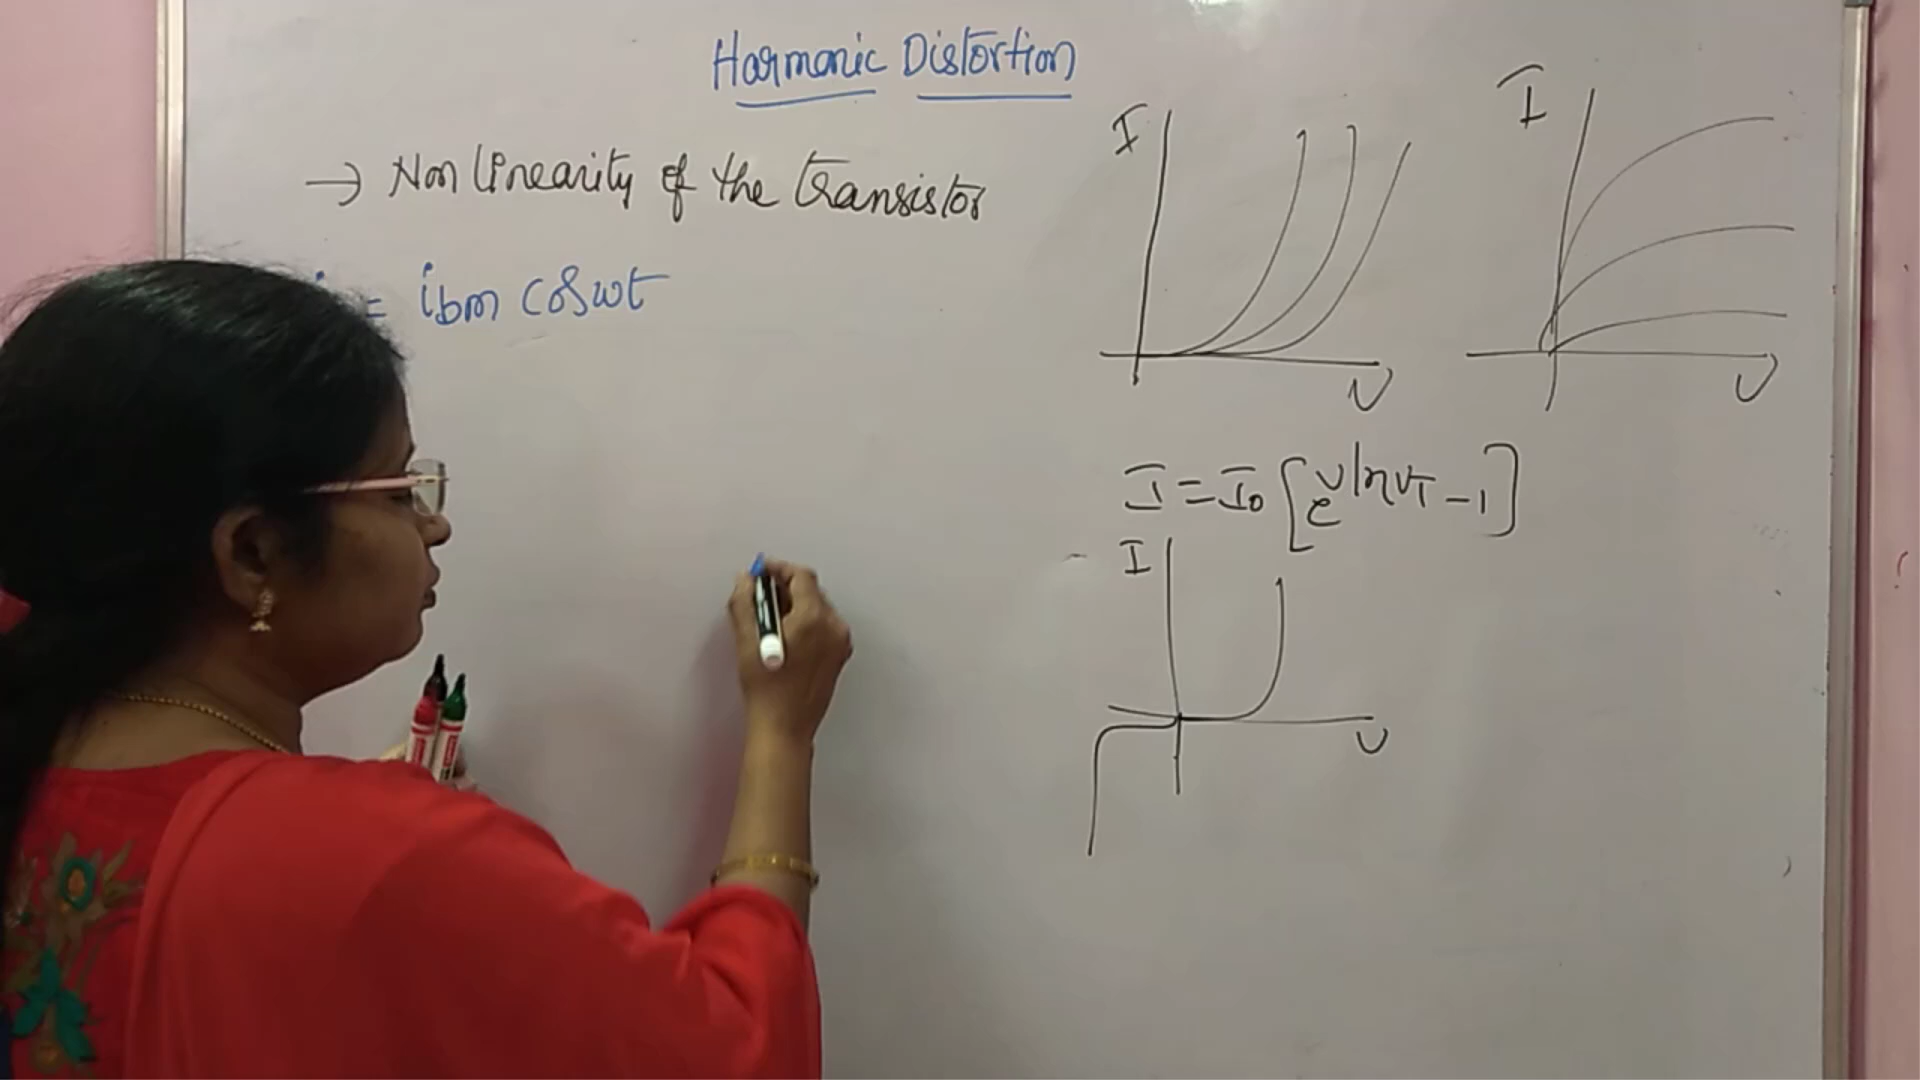 Harmonic Distortion
→ Non linearity of the transistor
= ibm cosωt
I
V
I
V
I = I₀ [e^V/ηVT - 1]
I
V